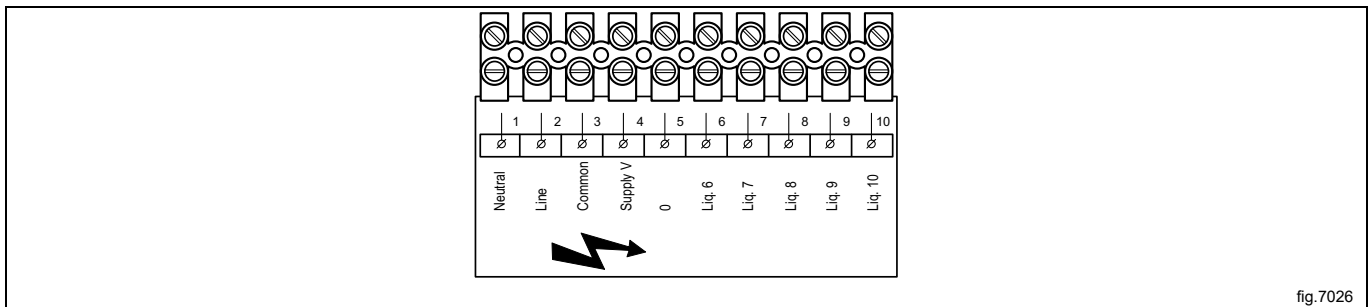 1 2 3 4 5 6 7 8 9 10
Neutral
Line
Common
Supply V
0
Liq. 6
Liq. 7
Liq. 8
Liq. 9
Liq. 10
fig.7026